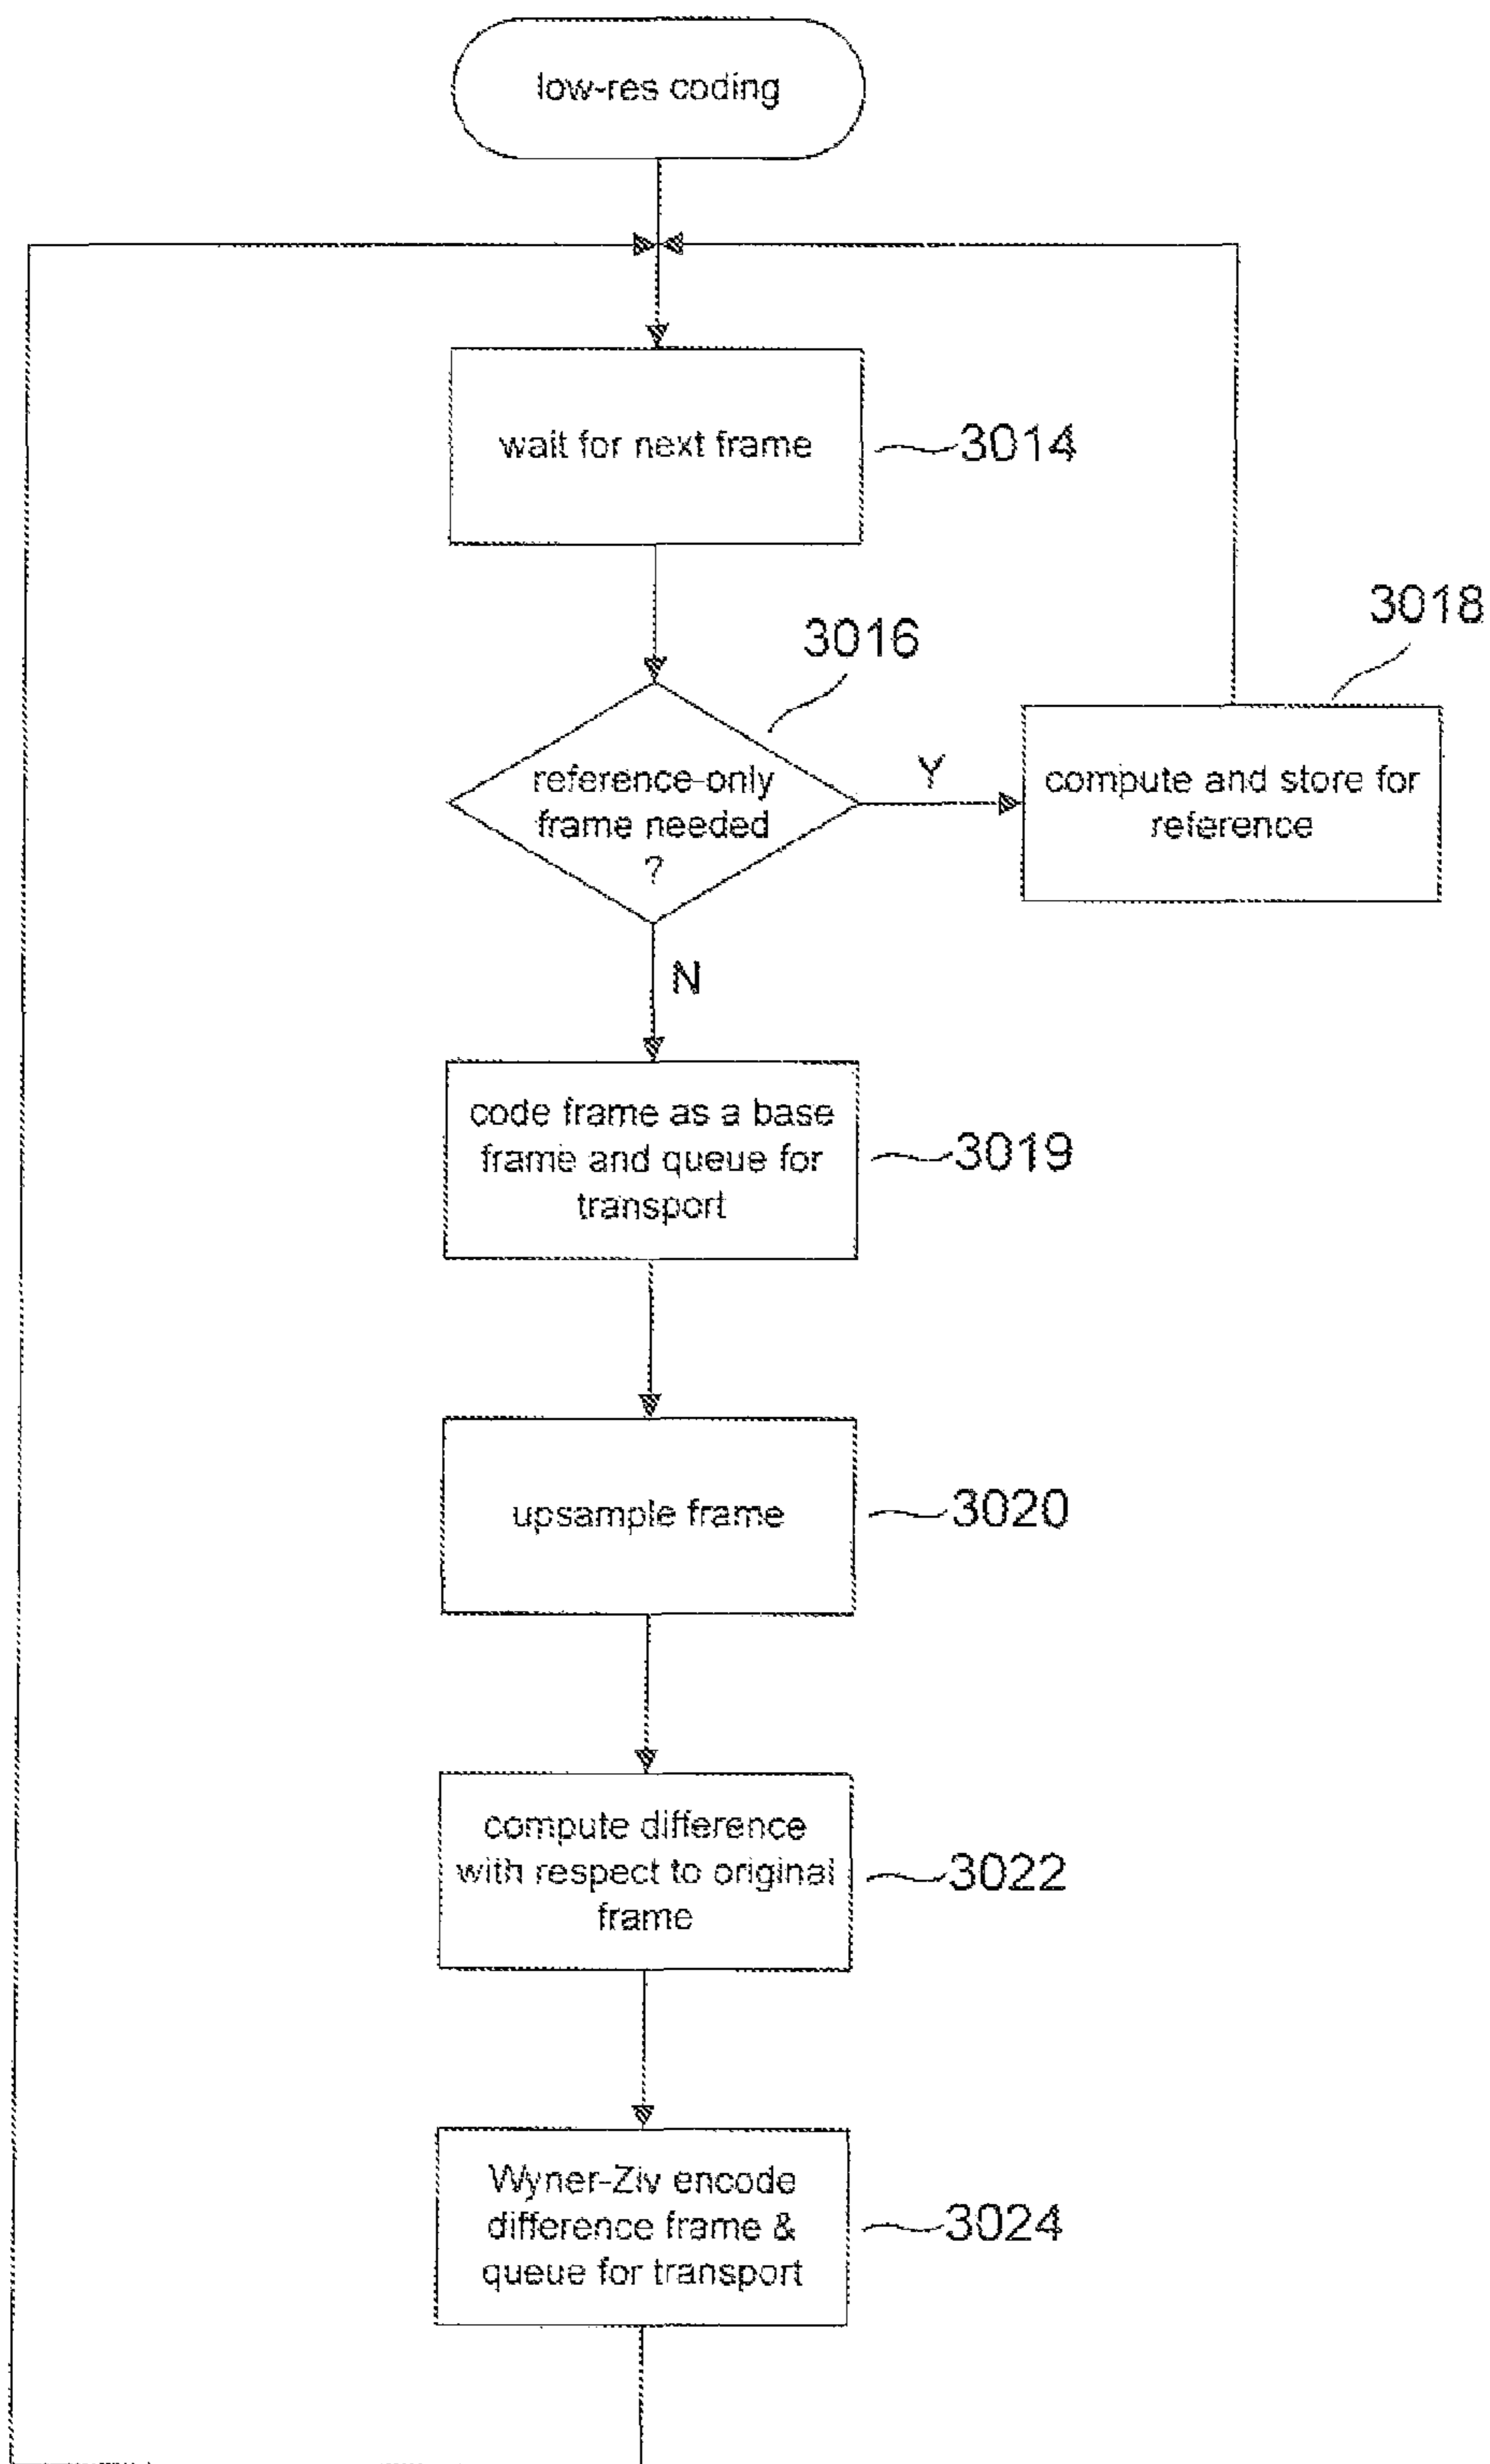 low-res coding
wait for next frame
3014
3016
3018
reference-only
frame needed
?
Y
compute and store for
reference
N
code frame as a base
frame and queue for
transport
3019
upsample frame
3020
compute difference
with respect to original
frame
3022
Wyner-Ziv encode
difference frame &
queue for transport
3024